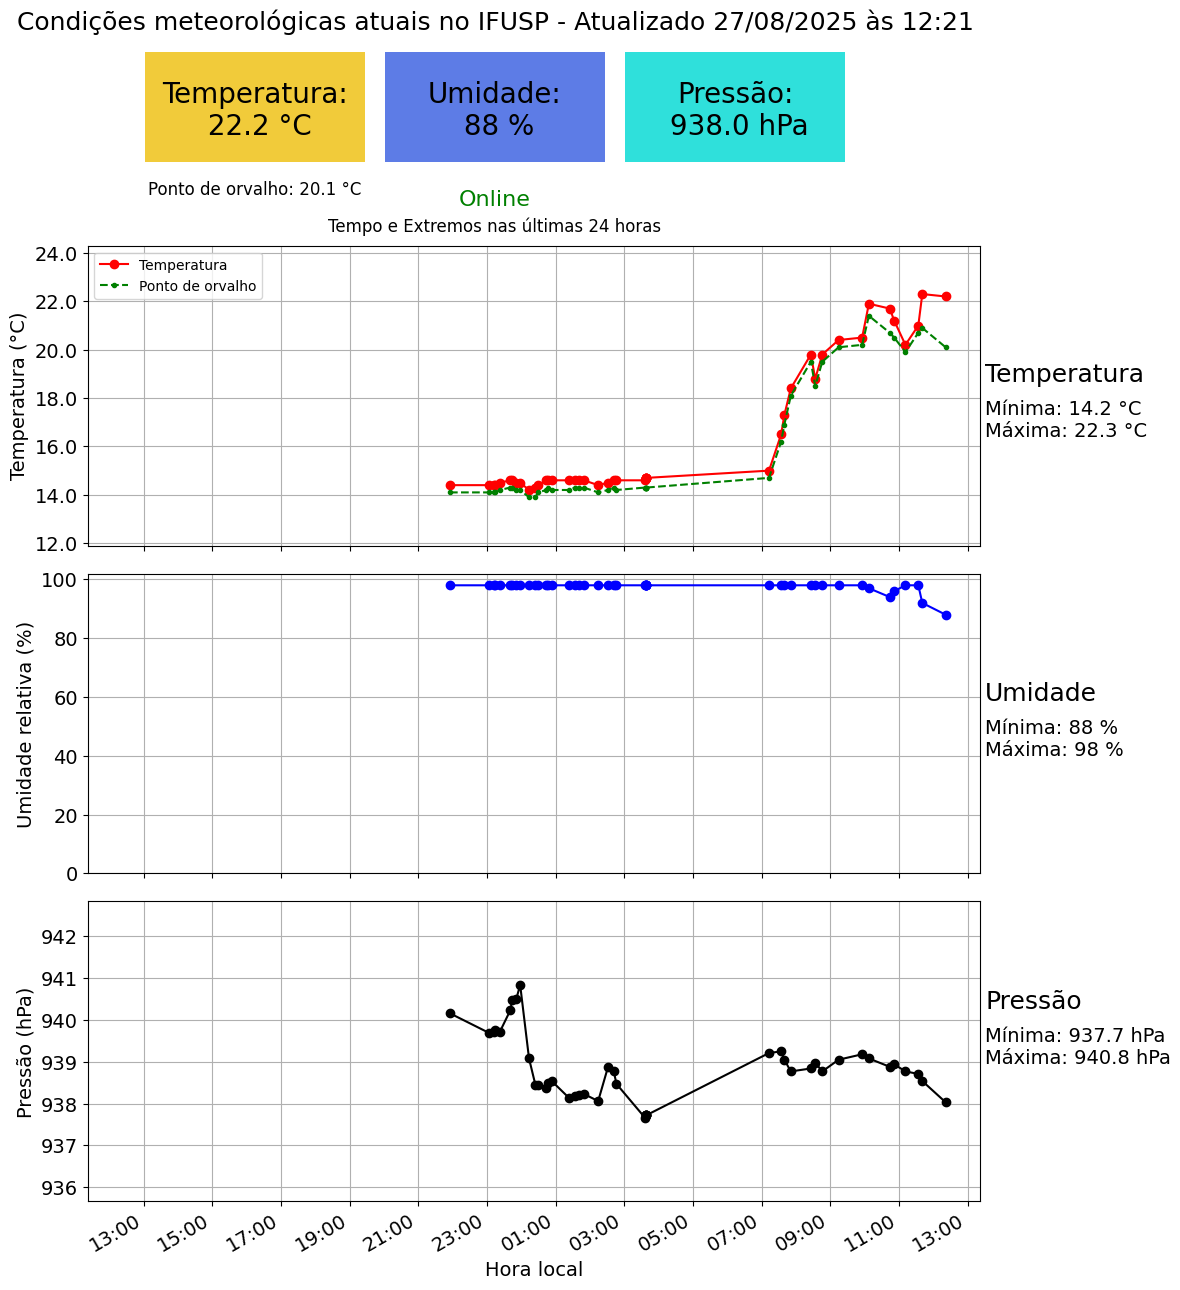 Condições meteorológicas atuais no IFUSP - Atualizado 27/08/2025 às 12:21
Temperatura:
22.2 °C
Umidade:
88 %
Pressão:
938.0 hPa
Ponto de orvalho: 20.1 °C
Online
Tempo e Extremos nas últimas 24 horas
Temperatura (°C)
24.0
22.0
20.0
18.0
16.0
14.0
12.0
Temperatura
Ponto de orvalho
Temperatura
Mínima: 14.2 °C
Máxima: 22.3 °C
Umidade relativa (%)
100
80
60
40
20
0
Umidade
Mínima: 88 %
Máxima: 98 %
Pressão (hPa)
942
941
940
939
938
937
936
Pressão
Mínima: 937.7 hPa
Máxima: 940.8 hPa
13:00
15:00
17:00
19:00
21:00
23:00
01:00
03:00
05:00
07:00
09:00
11:00
13:00
Hora local